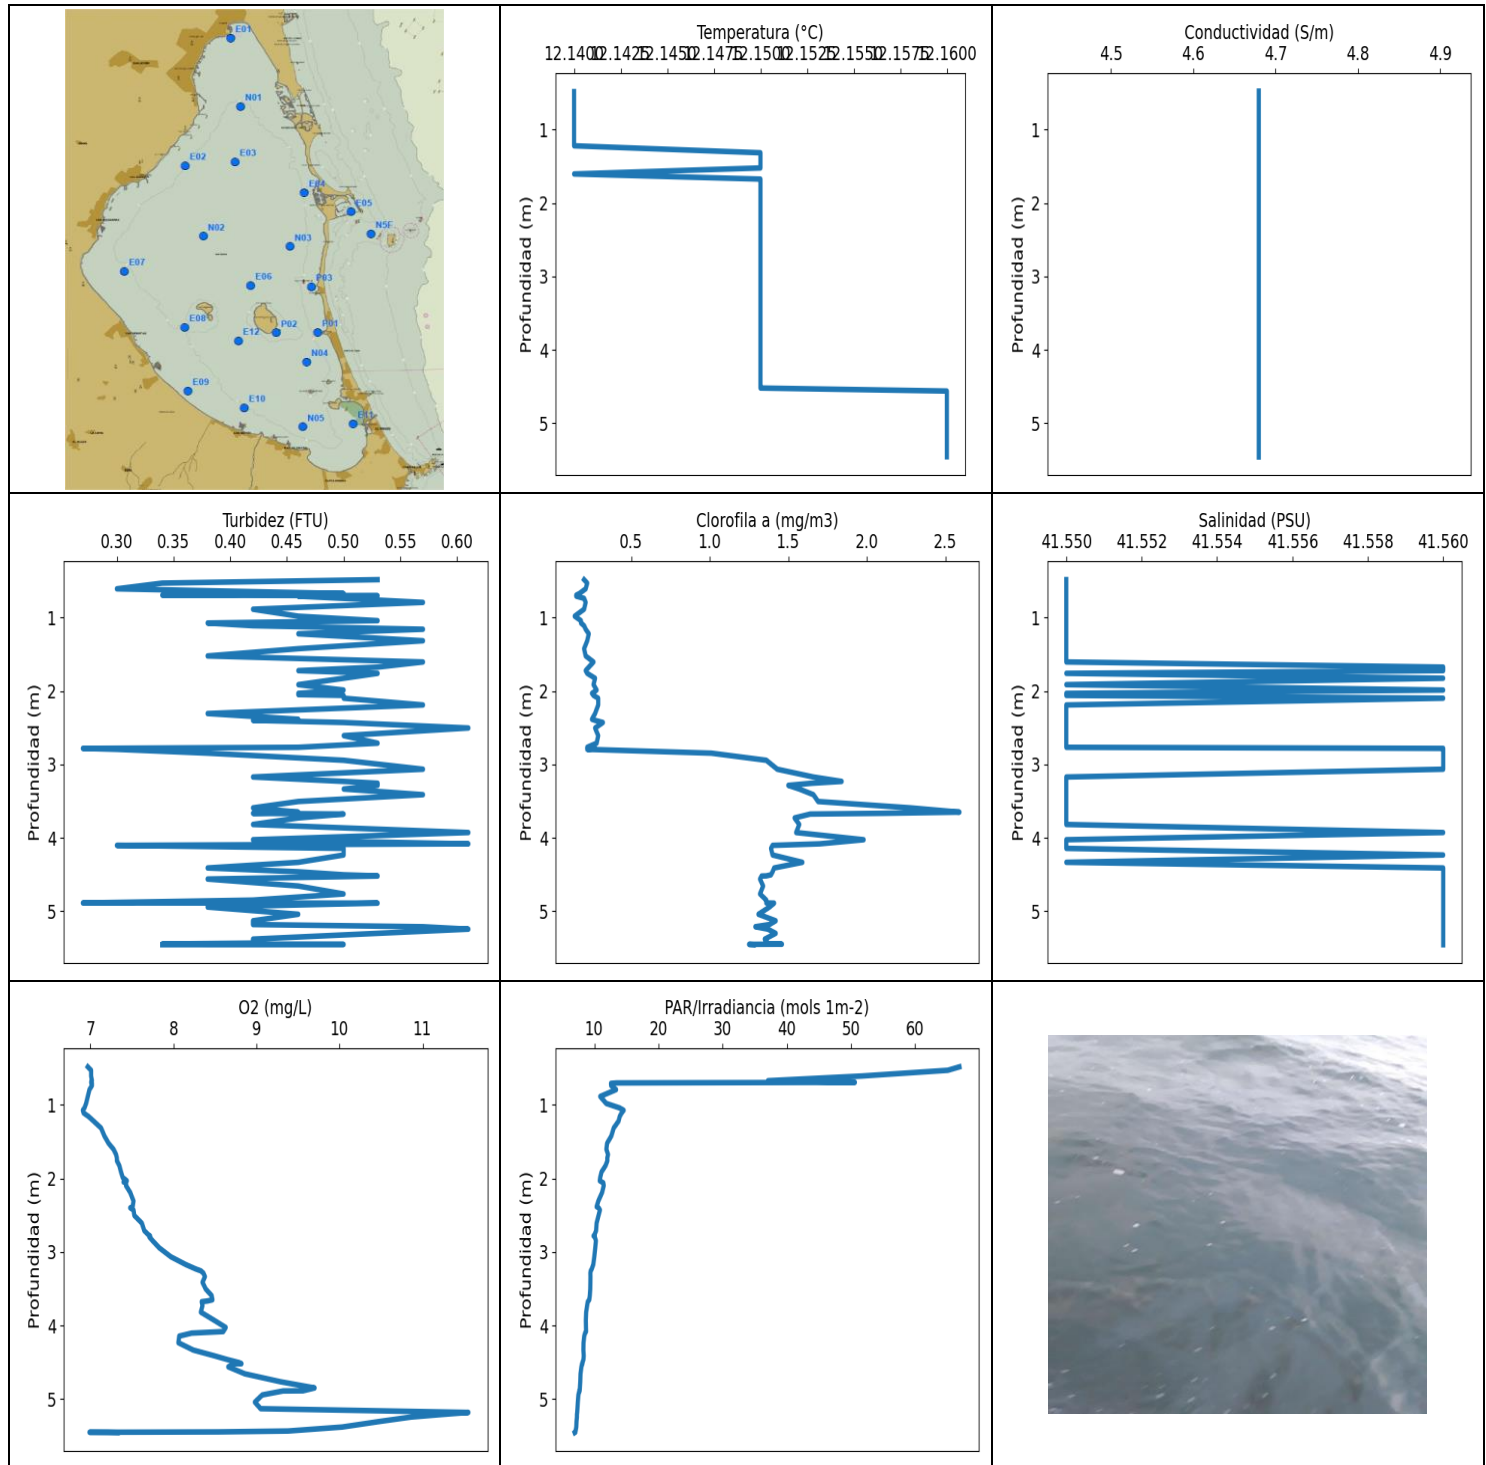 E01
N01
E02
E03
E04
E05
N5F
N02
N03
E07
E06
P03
E08
P02
P01
E12
N04
E09
E10
N05
E11
Temperatura (°C)
12.1400 12.1425 12.1450 12.1475 12.1500 12.1525 12.1550 12.1575 12.1600
Profundidad (m)
1
2
3
4
5
Conductividad (S/m)
4.5 4.6 4.7 4.8 4.9
Profundidad (m)
1
2
3
4
5
Turbidez (FTU)
0.30 0.35 0.40 0.45 0.50 0.55 0.60
Profundidad (m)
1
2
3
4
5
Clorofila a (mg/m3)
0.5 1.0 1.5 2.0 2.5
Profundidad (m)
1
2
3
4
5
Salinidad (PSU)
41.550 41.552 41.554 41.556 41.558 41.560
Profundidad (m)
1
2
3
4
5
O2 (mg/L)
7 8 9 10 11
Profundidad (m)
1
2
3
4
5
PAR/Irradiancia (mols 1m-2)
10 20 30 40 50 60
Profundidad (m)
1
2
3
4
5